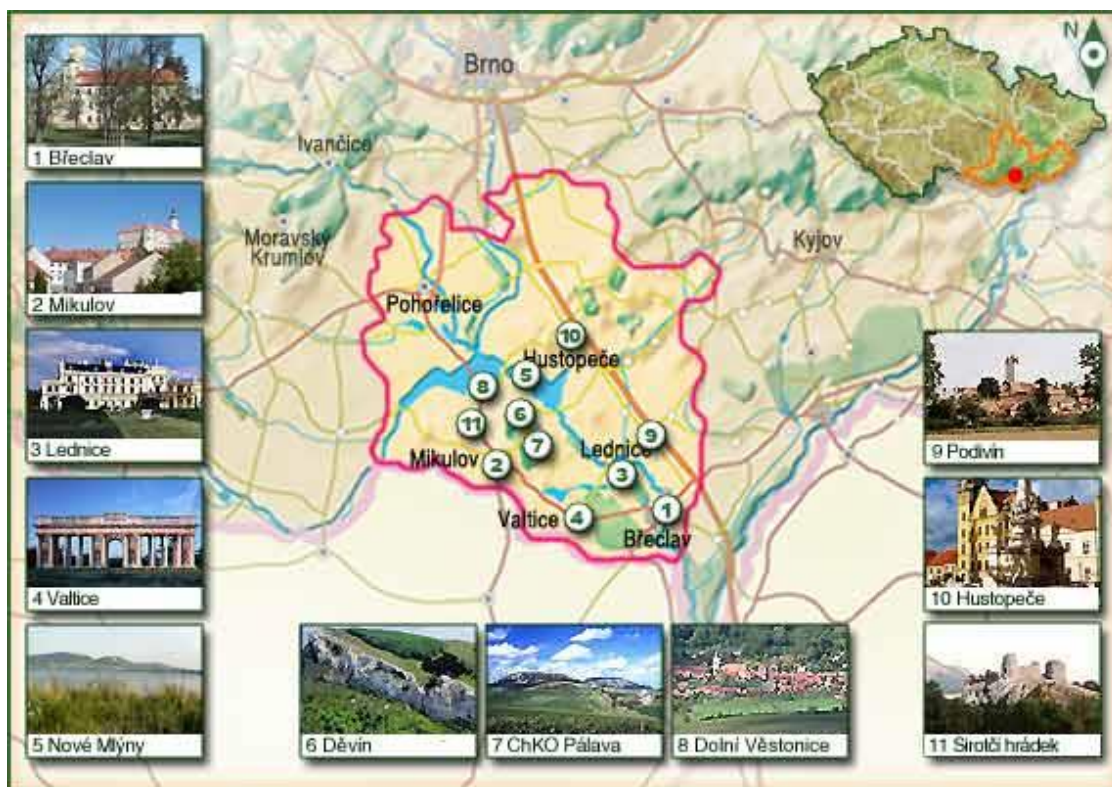 N
1 Břeclav
2 Mikulov
3 Lednice
4 Valtice
5 Nové Mlýny
6 Děvín
7 ChKO Pálava
8 Dolní Věstonice
9 Podivín
10 Hustopeče
11 Sirotčí hrádek
Brno
Ivančice
Moravský
Krumlov
Kyjov
Pohořelice
10
Hustopeče
5
8
6
11
7
9
Lednice
Mikulov
2
3
Valtice
4
1
Břeclav